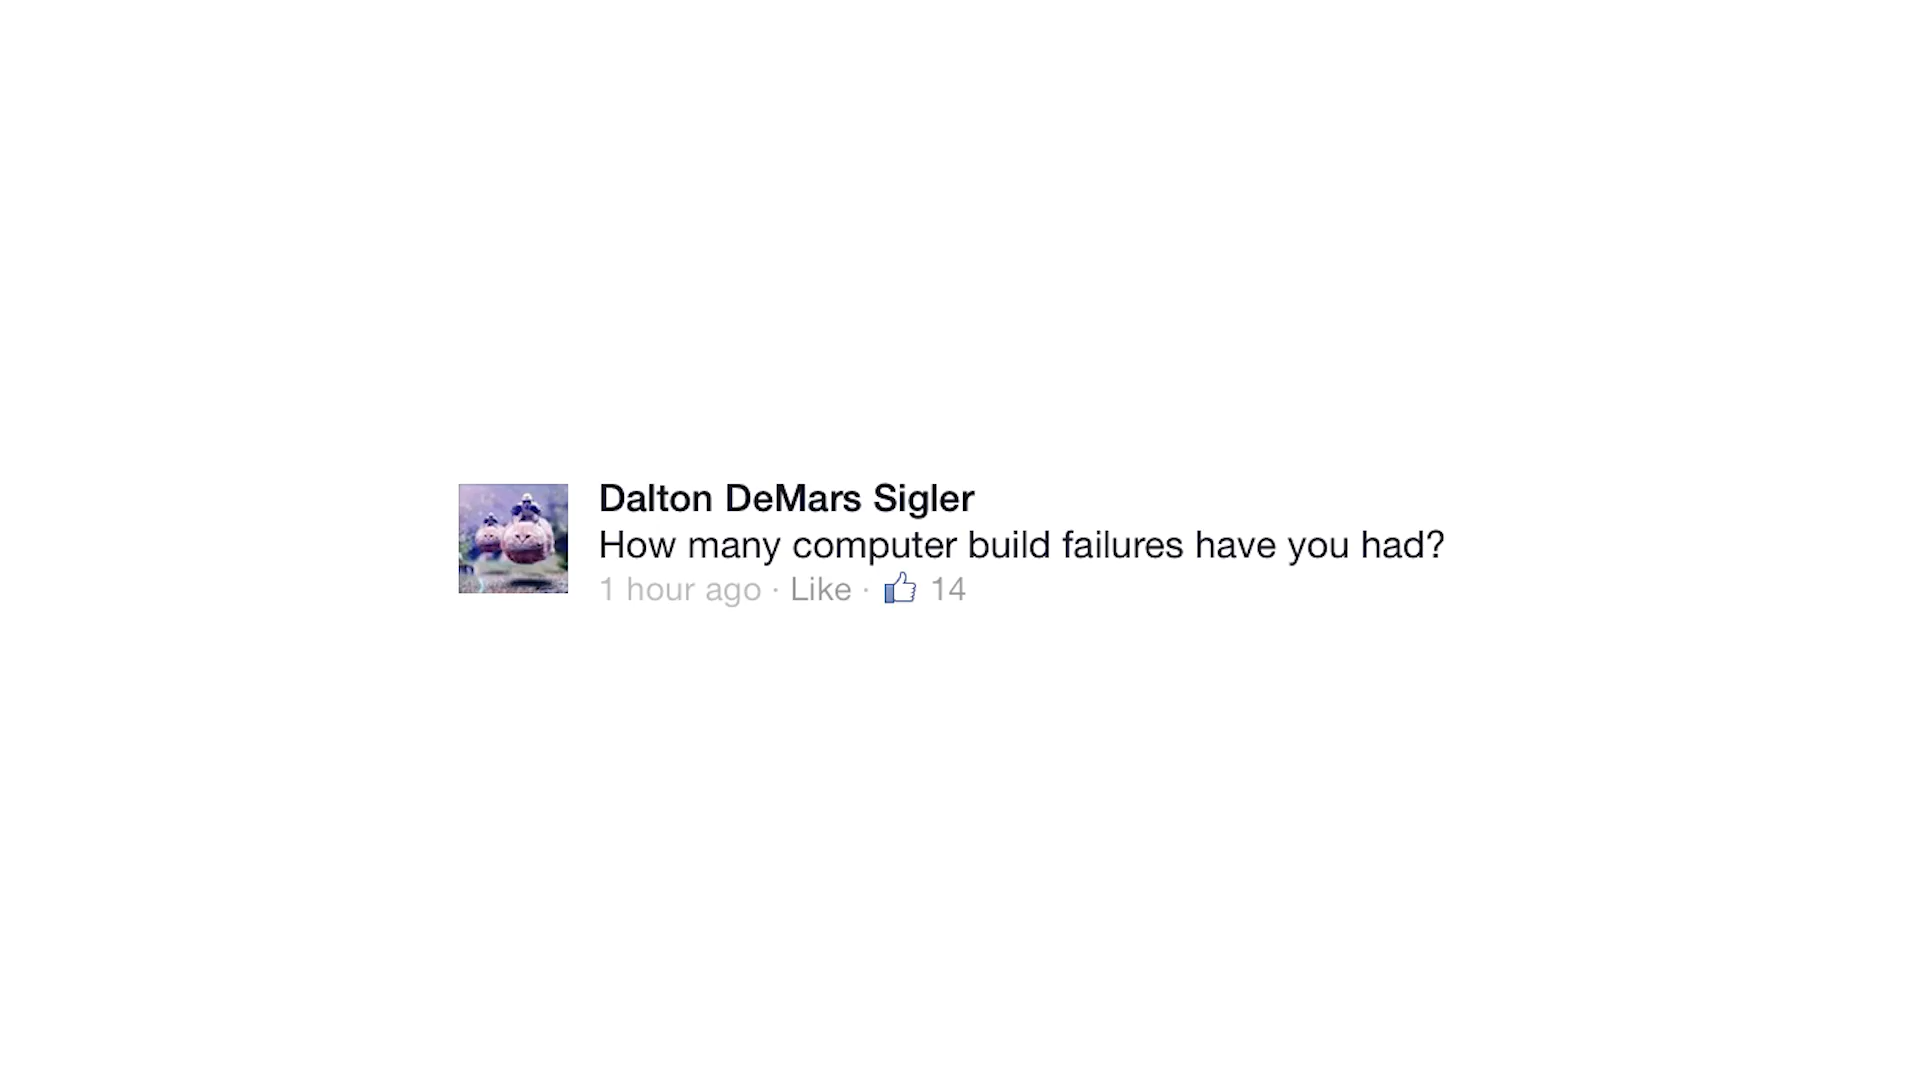 Dalton DeMars Sigler
How many computer build failures have you had?
1 hour ago · Like · 14